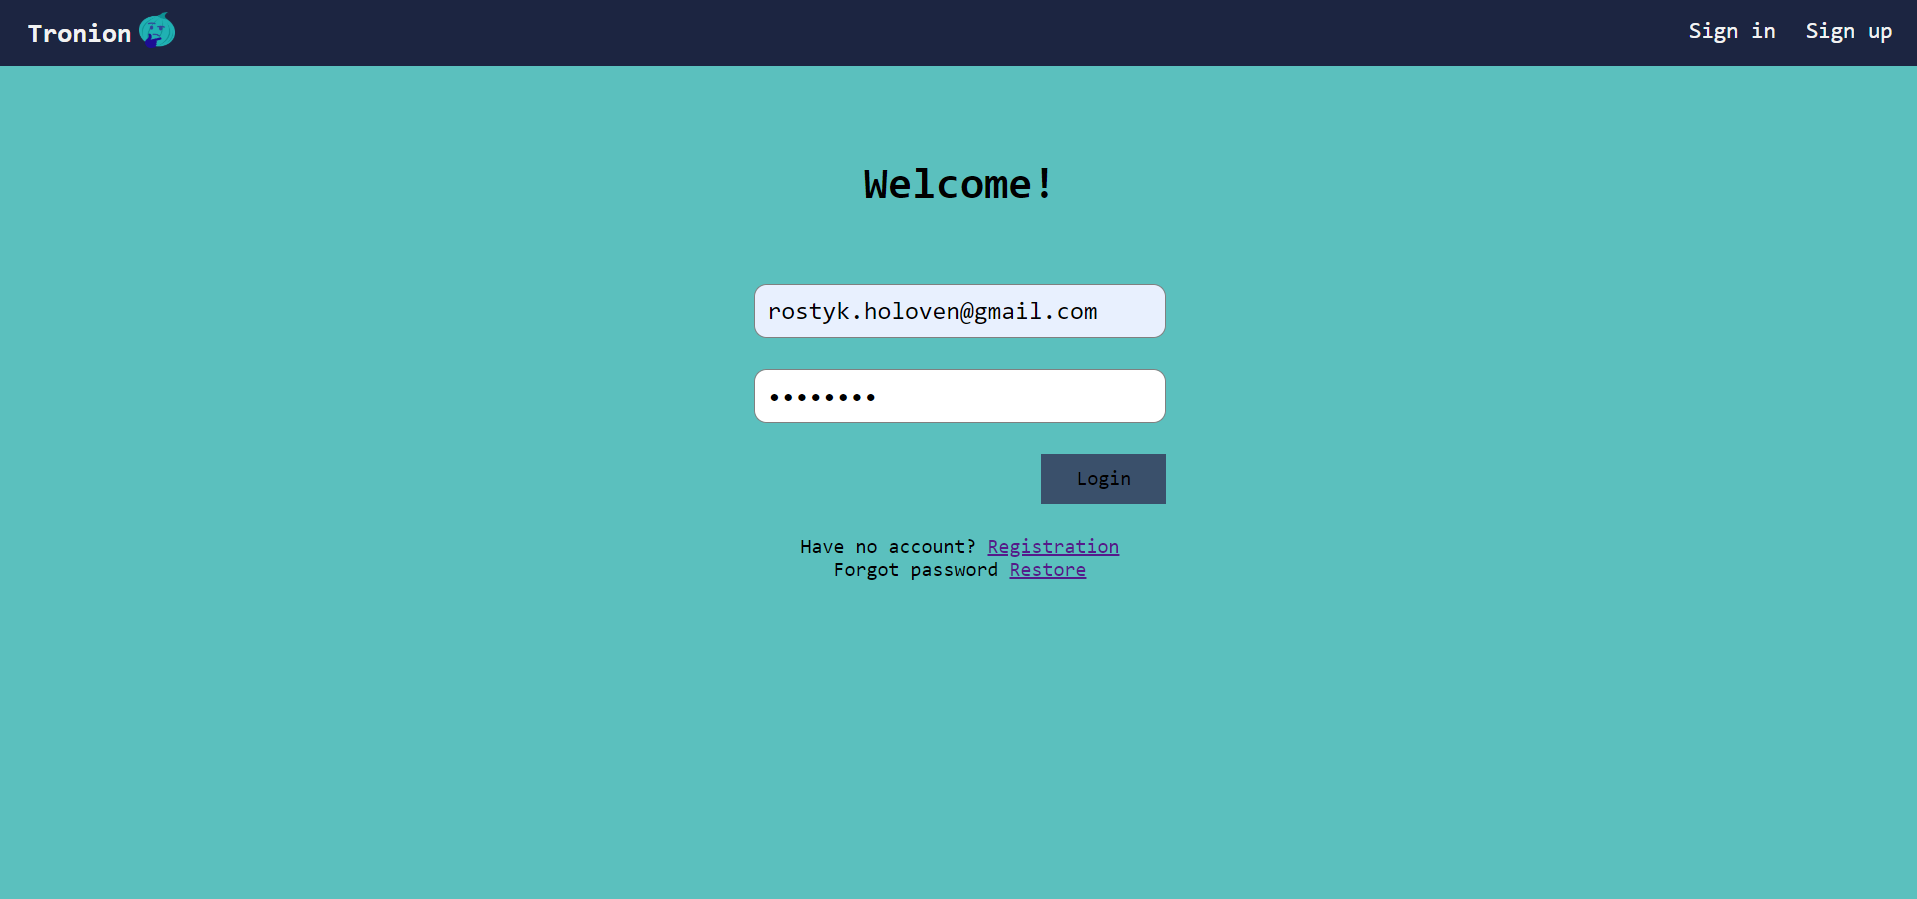 Tronion
Sign in Sign up
Welcome!
rostyk.holoven@gmail.com
••••••••
Login
Have no account? Registration
Forgot password Restore